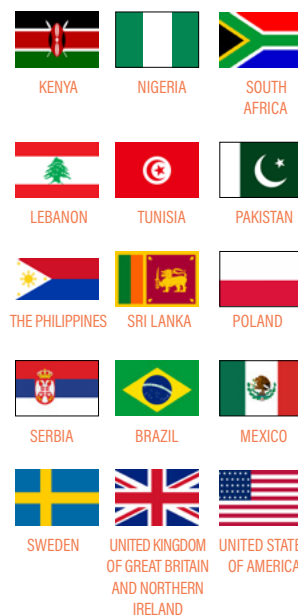 KENYA
NIGERIA
SOUTH
AFRICA
LEBANON
TUNISIA
PAKISTAN
THE PHILIPPINES
SRI LANKA
POLAND
SERBIA
BRAZIL
MEXICO
SWEDEN
UNITED KINGDOM
OF GREAT BRITAIN
AND NORTHERN
IRELAND
UNITED STATE
OF AMERICA